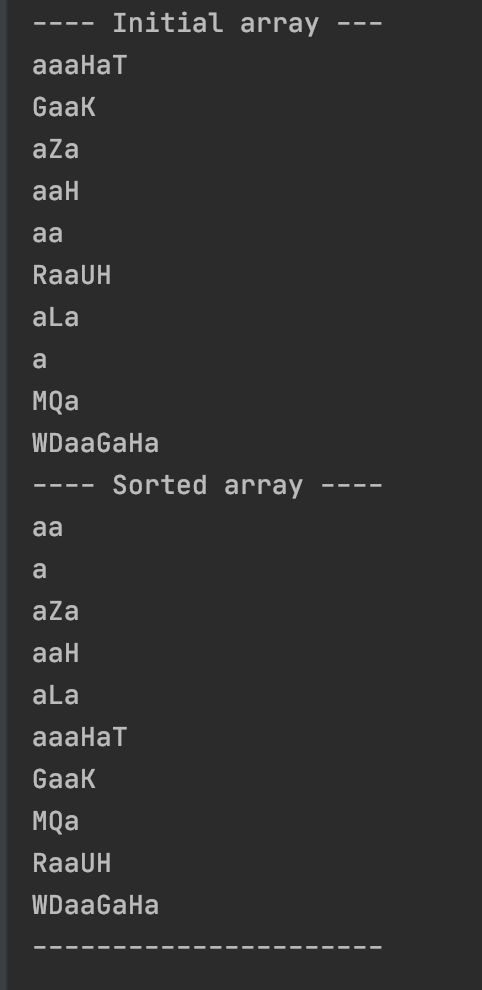 ---- Initial array ---
aaaHaT
GaaK
aZa
aaH
aa
RaaUH
aLa
a
MQa
WDaaGaHa
---- Sorted array ----
aa
a
aZa
aaH
aLa
aaaHaT
GaaK
MQa
RaaUH
WDaaGaHa
----------------------